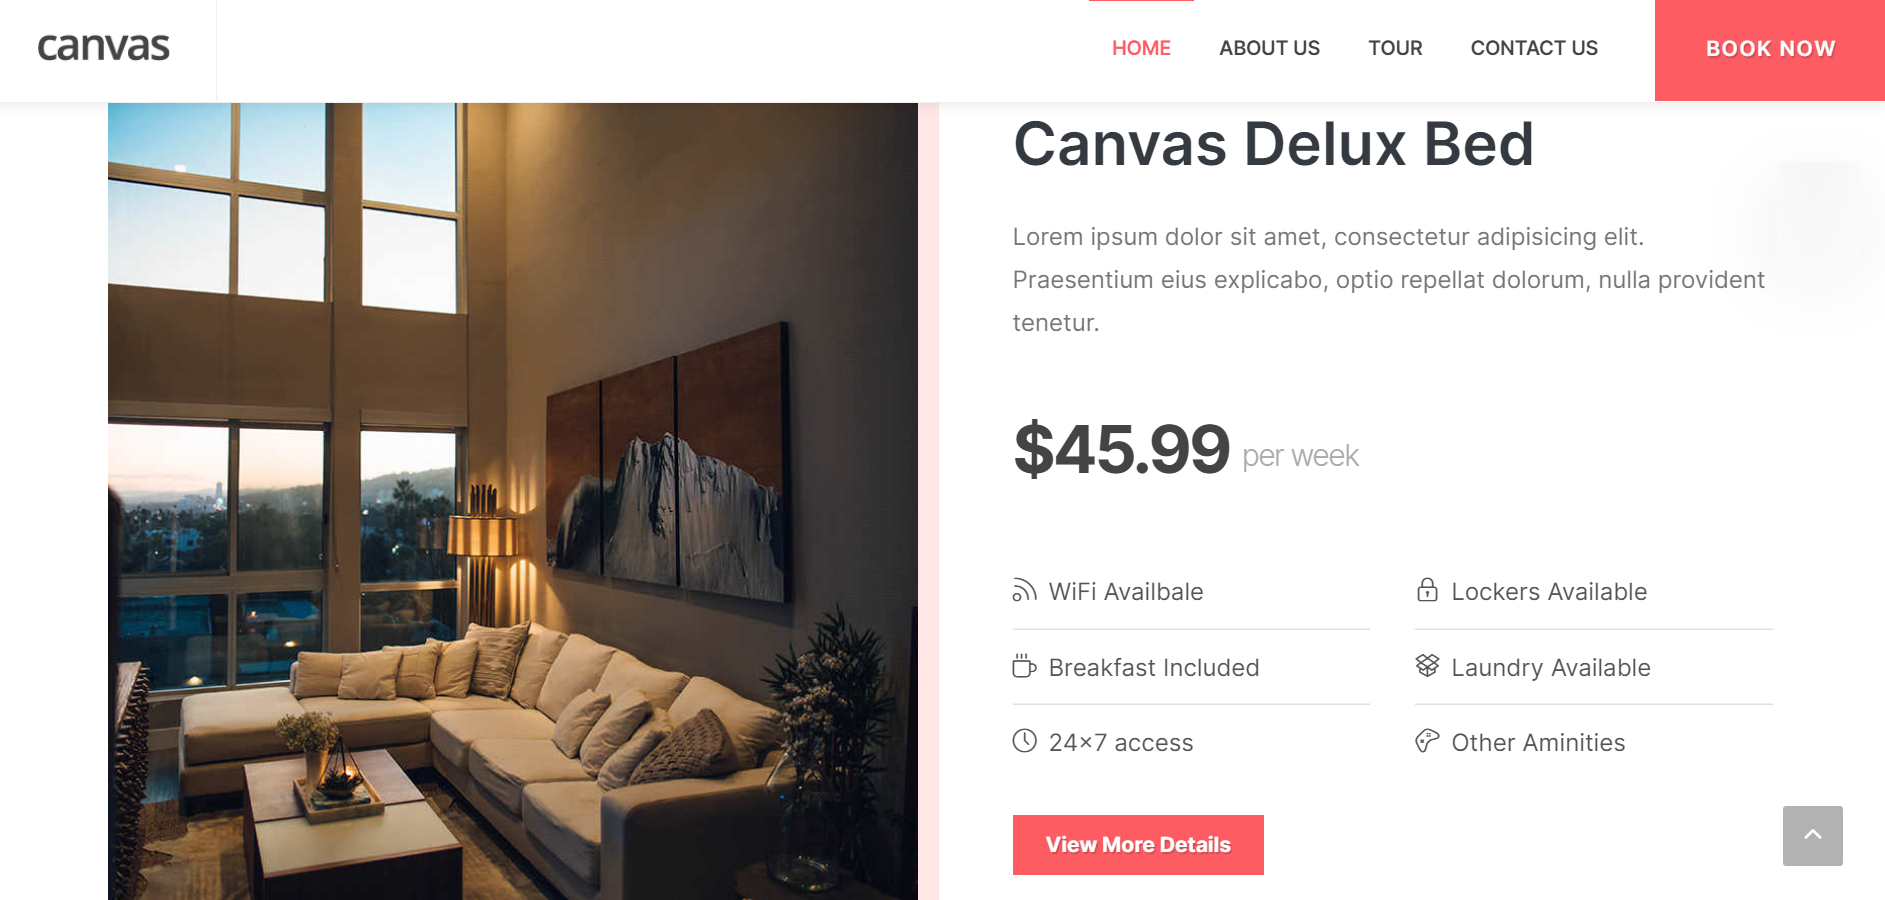 canvas
HOME
ABOUT US
TOUR
CONTACT US
BOOK NOW
Canvas Delux Bed
Lorem ipsum dolor sit amet, consectetur adipisicing elit.
Praesentium eius explicabo, optio repellat dolorum, nulla provident
tenetur.
$45.99 per week
WiFi Availbale
Lockers Available
Breakfast Included
Laundry Available
24×7 access
Other Aminities
View More Details